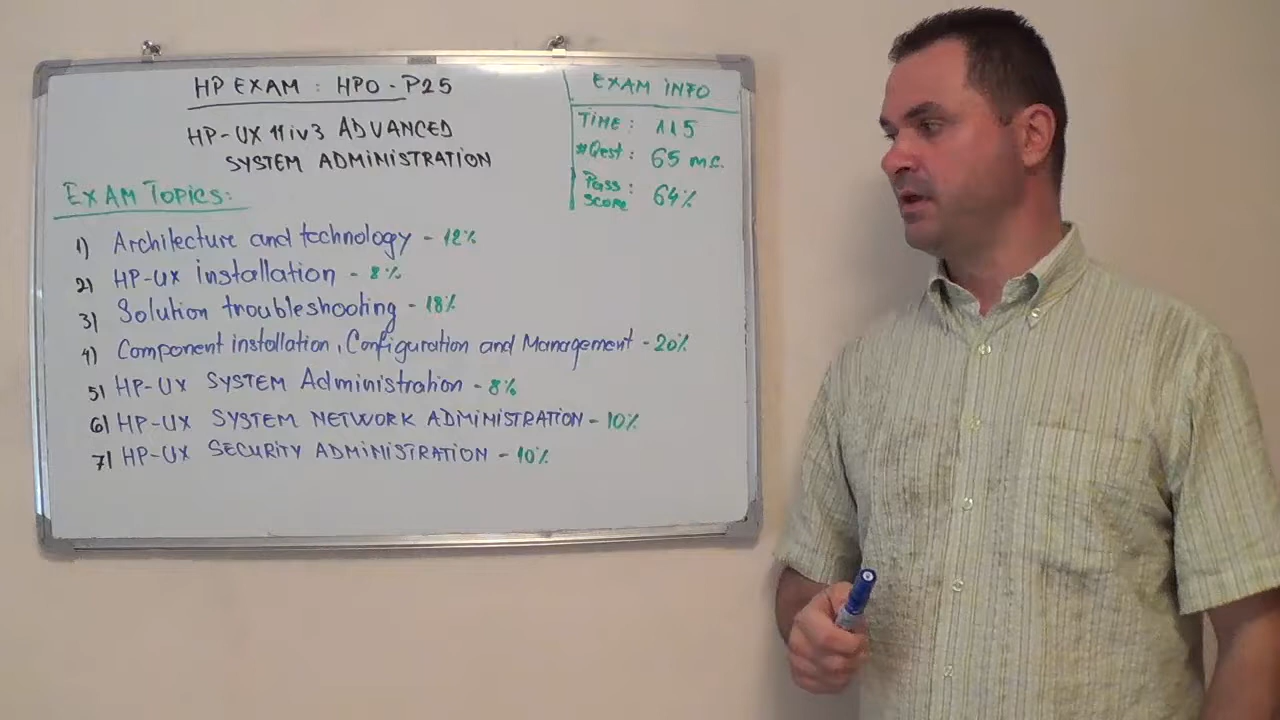 HP EXAM : HP0 - P25
HP-UX 11iv3 ADVANCED
SYSTEM ADMINISTRATION
EXAM TOPICS:
1) Architecture and technology - 12%
2) HP-UX installation - 8%
3) Solution troubleshooting - 18%
4) Component installation, Configuration and Management - 20%
5) HP-UX SYSTEM Administration - 8%
6) HP-UX SYSTEM NETWORK ADMINISTRATION - 10%
7) HP-UX SECURITY ADMINISTRATION - 10%
EXAM INFO
TIME : 115
#Qest : 65 m.c.
Pass Score : 64%